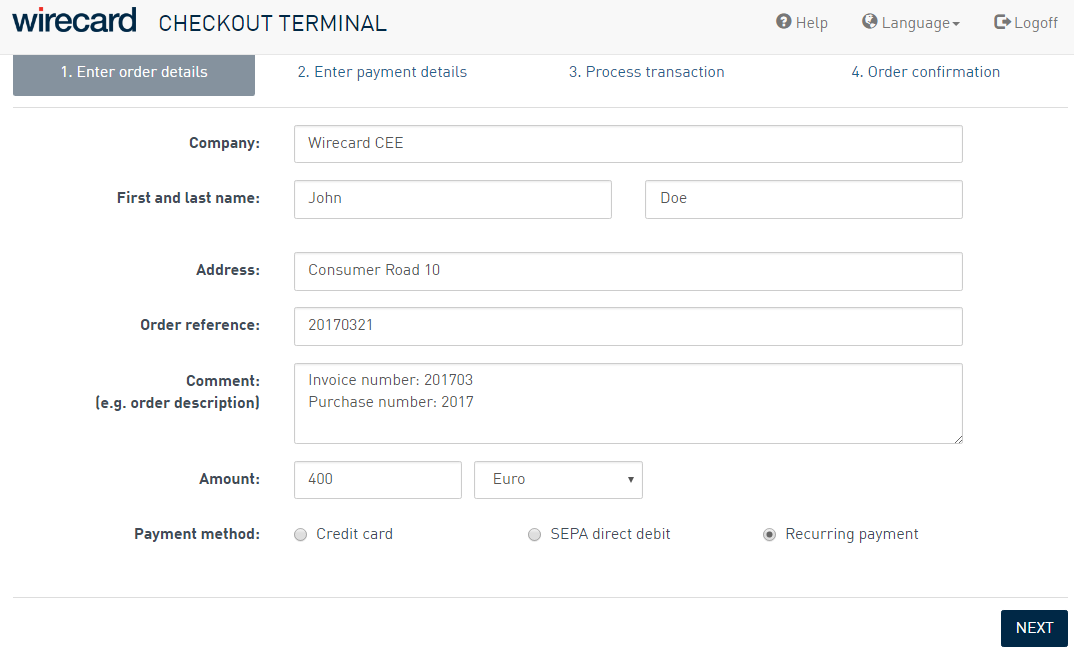 wirecard CHECKOUT TERMINAL Help Language Logoff
1. Enter order details 2. Enter payment details 3. Process transaction 4. Order confirmation
Company: Wirecard CEE
First and last name: John Doe
Address: Consumer Road 10
Order reference: 20170321
Comment: Invoice number: 201703
(e.g. order description) Purchase number: 2017
Amount: 400 Euro
Payment method: Credit card SEPA direct debit Recurring payment
NEXT